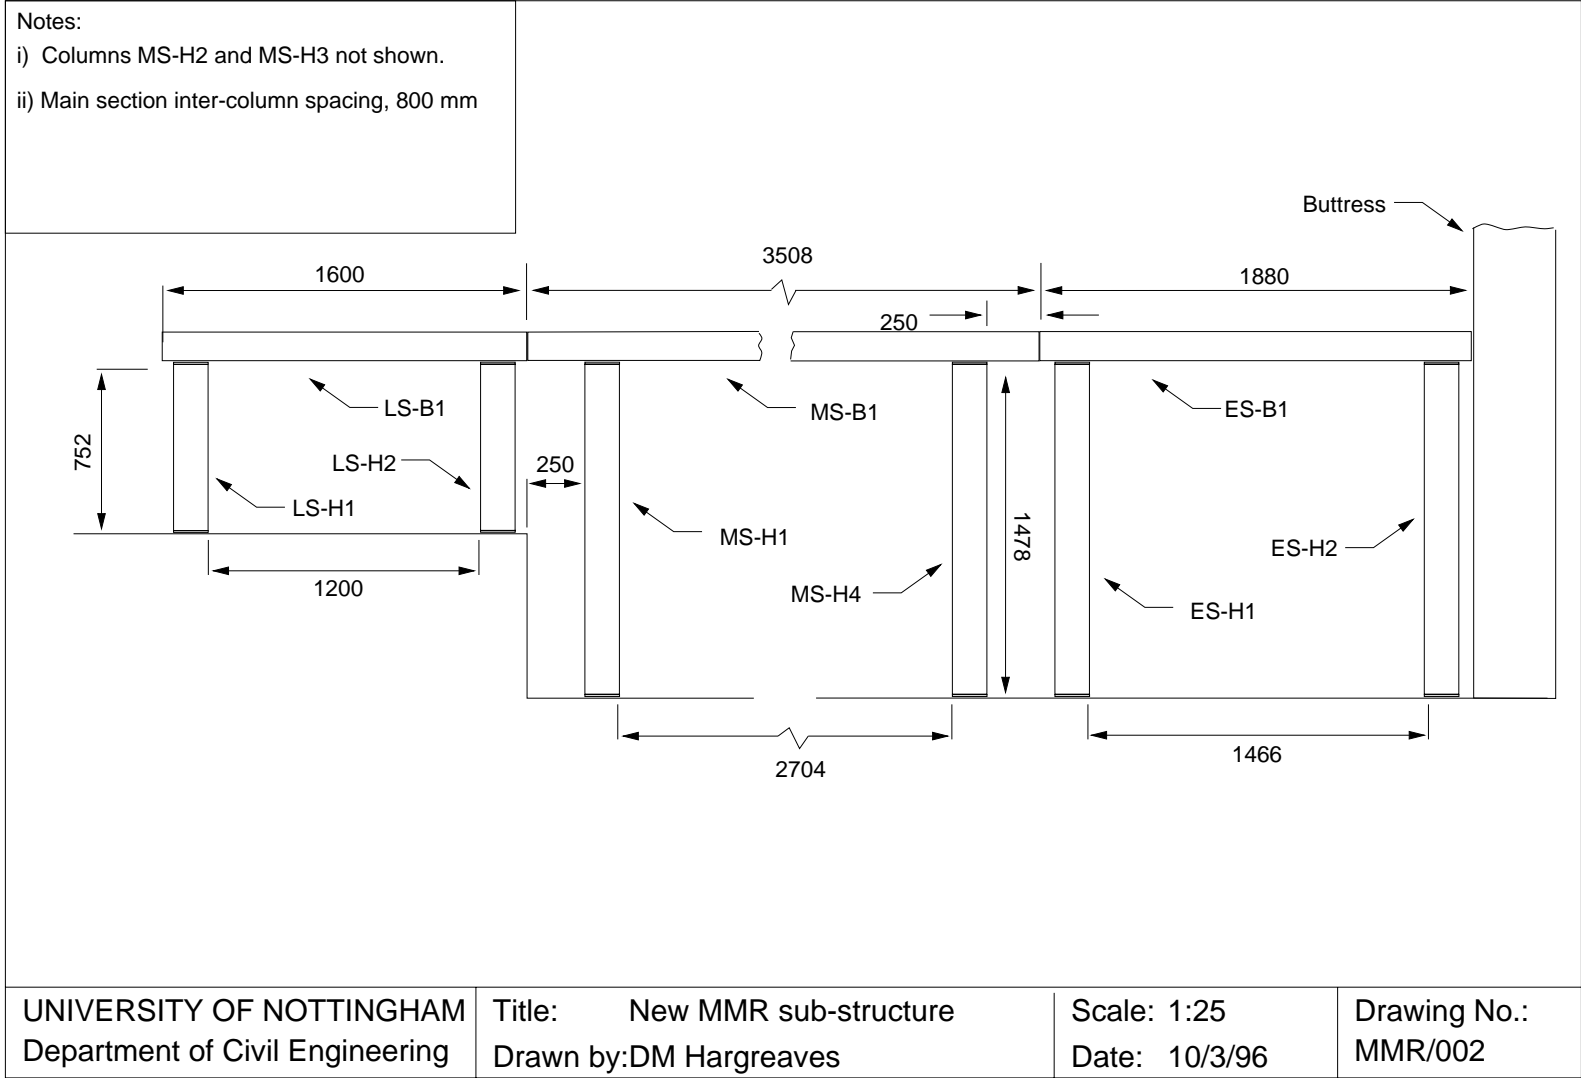 Notes:
i) Columns MS-H2 and MS-H3 not shown.
ii) Main section inter-column spacing, 800 mm
Buttress
3508
1600
1880
250
LS-B1
MS-B1
ES-B1
752
LS-H2
250
LS-H1
MS-H1
1478
ES-H2
1200
MS-H4
ES-H1
2704
1466
UNIVERSITY OF NOTTINGHAM
Department of Civil Engineering
Title: New MMR sub-structure
Drawn by:DM Hargreaves
Scale: 1:25
Date: 10/3/96
Drawing No.:
MMR/002